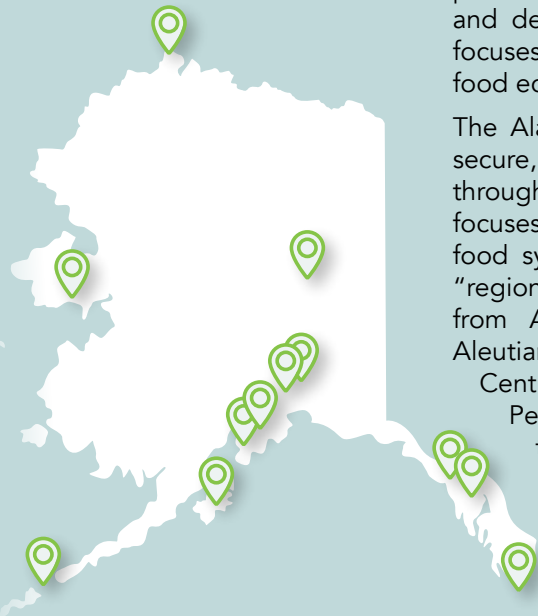 and de
focuses
food ec
The Ala
secure,
through
focuses
food sy
“region
from A
Aleutian
Cent
Pe